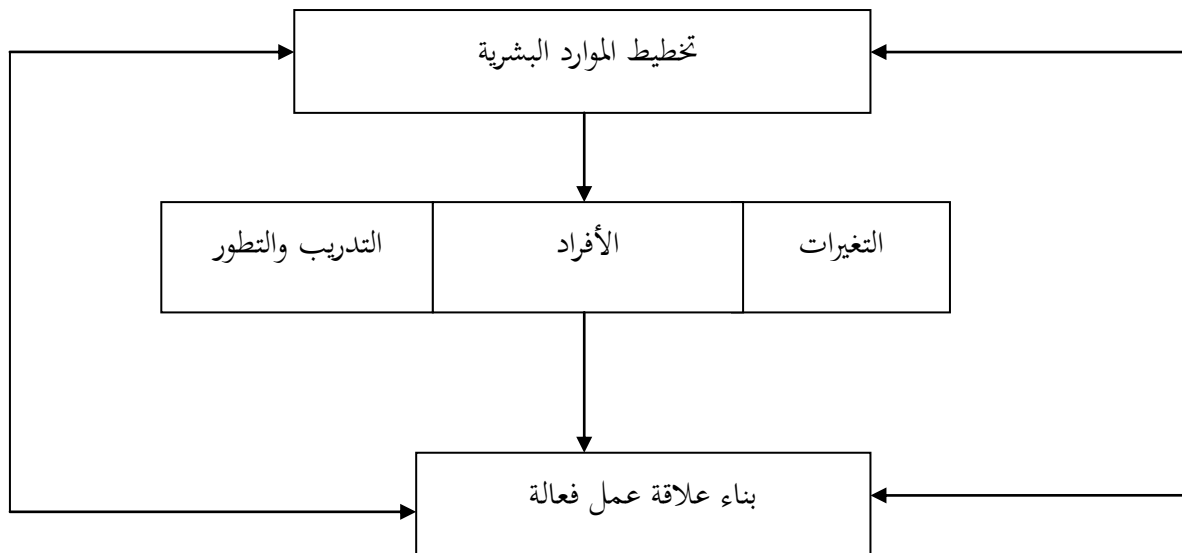 تخطيط الموارد البشرية
التغيرات
الأفراد
التدريب والتطور
بناء علاقة عمل فعالة